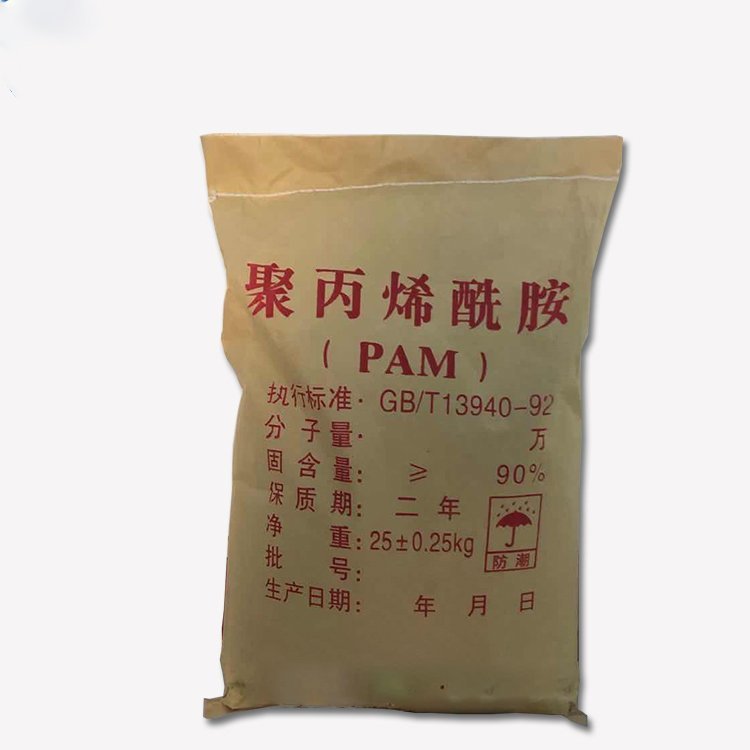 聚丙烯酰胺
（PAM）
执行标准：GB/T13940-92
分子量：　万
固含量：≥ 90%
保质期：二年
净重：25±0.25kg
防潮
批号：
生产日期：　年　月　日